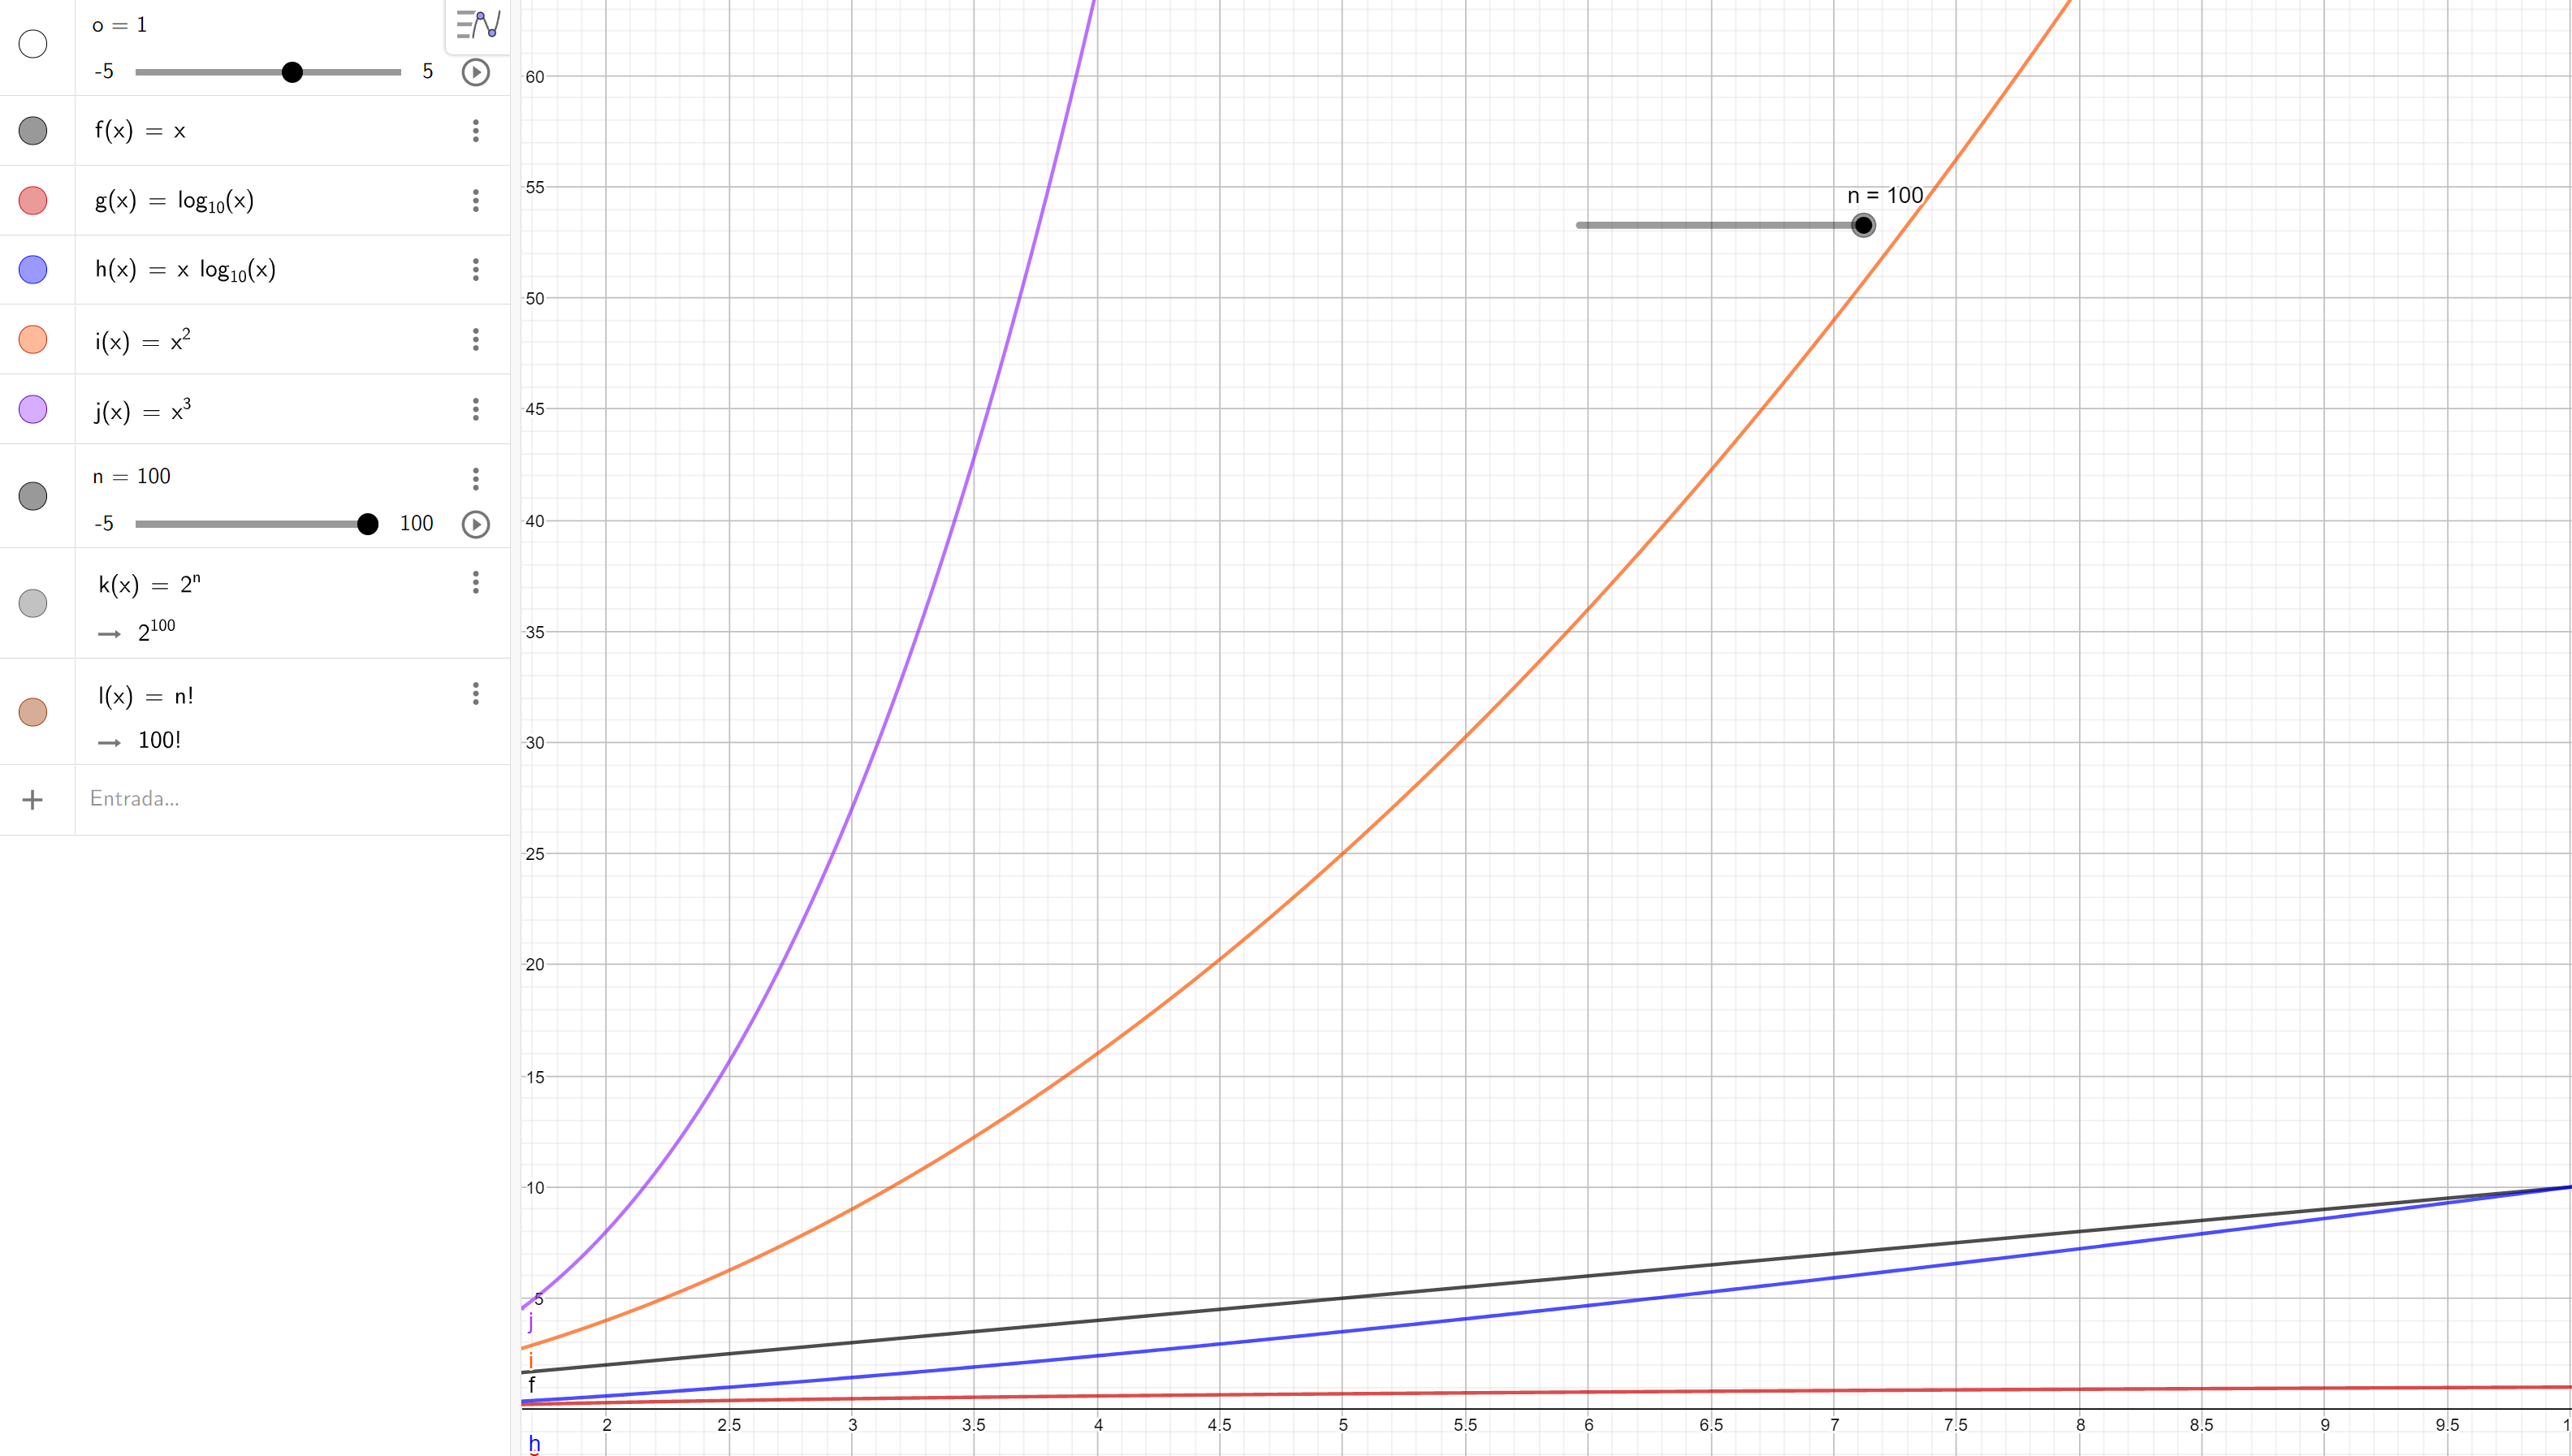 o = 1
-5 5
f(x) = x
g(x) = log₁₀(x)
h(x) = x log₁₀(x)
i(x) = x²
j(x) = x³
n = 100
-5 100
k(x) = 2ⁿ
→ 2¹⁰⁰
l(x) = n!
→ 100!
+ Entrada...
60
55
n = 100
50
45
40
35
30
25
20
15
10
5
j
i
f
2 2.5 3 3.5 4 4.5 5 5.5 6 6.5 7 7.5 8 8.5 9 9.5
h